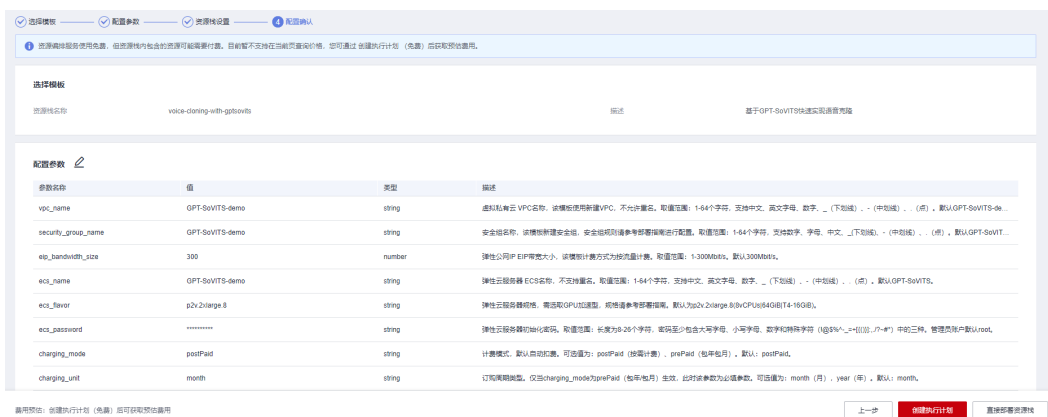 选择模板 配置参数 资源栈设置 4 配置确认
资源编排服务使用免费，但资源栈内包含的资源可能需要付费。目前暂不支持在当前页查询价格，您可通过 创建执行计划 （免费）后获取预估费用。
选择模板
资源栈名称 voice-cloning-with-gptsovits 描述 基于GPT-SoVITS快速实现语音克隆
配置参数
参数名称 值 类型 描述
vpc_name GPT-SoVITS-demo string 虚拟私有云 VPC名称，该模板使用新建VPC，不允许重名。取值范围：1-64个字符，支持中文、英文字母、数字、_（下划线）、-（中划线）、.（点）。默认GPT-SoVITS-de...
security_group_name GPT-SoVITS-demo string 安全组名称，该模板新建安全组，安全组规则请参考部署指南进行配置。取值范围：1-64个字符，支持数字、字母、中文、_(下划线)、-（中划线）、.（点）。默认GPT-SoVIT...
eip_bandwidth_size 300 number 弹性公网IP EIP带宽大小，该模板计费方式为按流量计费。取值范围：1-300Mbit/s。默认300Mbit/s。
ecs_name GPT-SoVITS-demo string 弹性云服务器 ECS名称，不支持重名。取值范围：1-64个字符，支持中文、英文字母、数字、_（下划线）、-（中划线）、.（点）。默认GPT-SoVITS。
ecs_flavor p2v.2xlarge.8 string 弹性云服务器规格，需选取GPU加速型，规格请参考部署指南。默认为p2v.2xlarge.8(8vCPUs|64GiB|T4-16GiB)。
ecs_password ********** string 弹性云服务器初始化密码。取值范围：长度为8-26个字符，密码至少包含大写字母、小写字母、数字和特殊字符（!@$%^-_=+[{()}]:,./?~#*）中的三种。管理员账户默认root。
charging_mode postPaid string 计费模式，默认自动扣费。可选值为：postPaid（按需计费）、prePaid（包年包月）。默认：postPaid。
charging_unit month string 订购周期类型。仅当charging_mode为prePaid（包年/包月）生效，此时该参数为必填参数。可选值为：month（月），year（年）。默认：month。
费用预估：创建执行计划（免费）后可获取预估费用 上一步 创建执行计划 直接部署资源栈